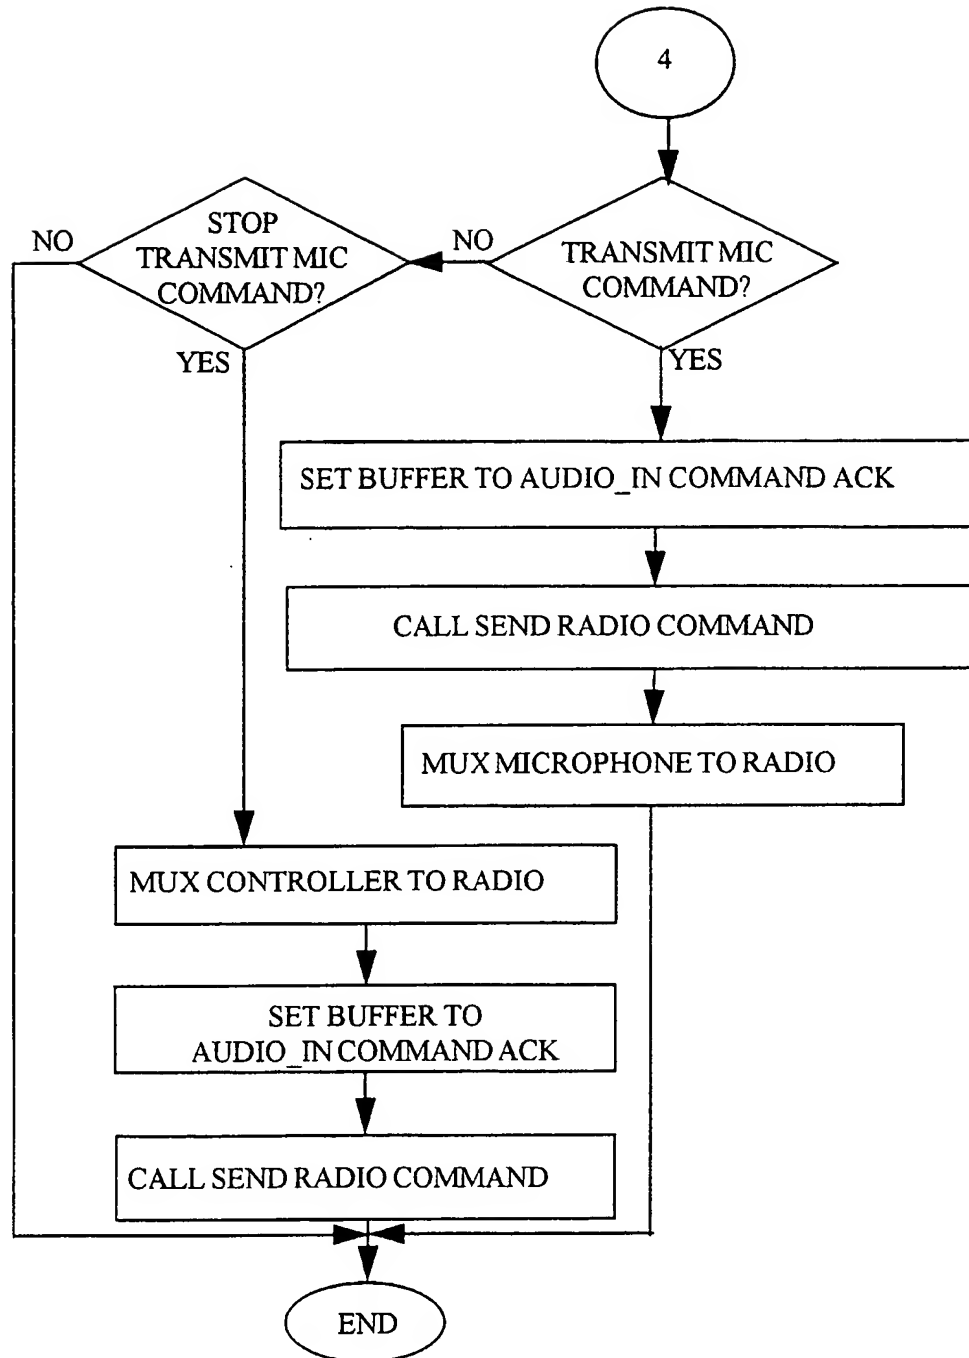 4
STOP
TRANSMIT MIC
COMMAND?
NO
YES
TRANSMIT MIC
COMMAND?
NO
YES
SET BUFFER TO AUDIO_IN COMMAND ACK
CALL SEND RADIO COMMAND
MUX MICROPHONE TO RADIO
MUX CONTROLLER TO RADIO
SET BUFFER TO
AUDIO_IN COMMAND ACK
CALL SEND RADIO COMMAND
END